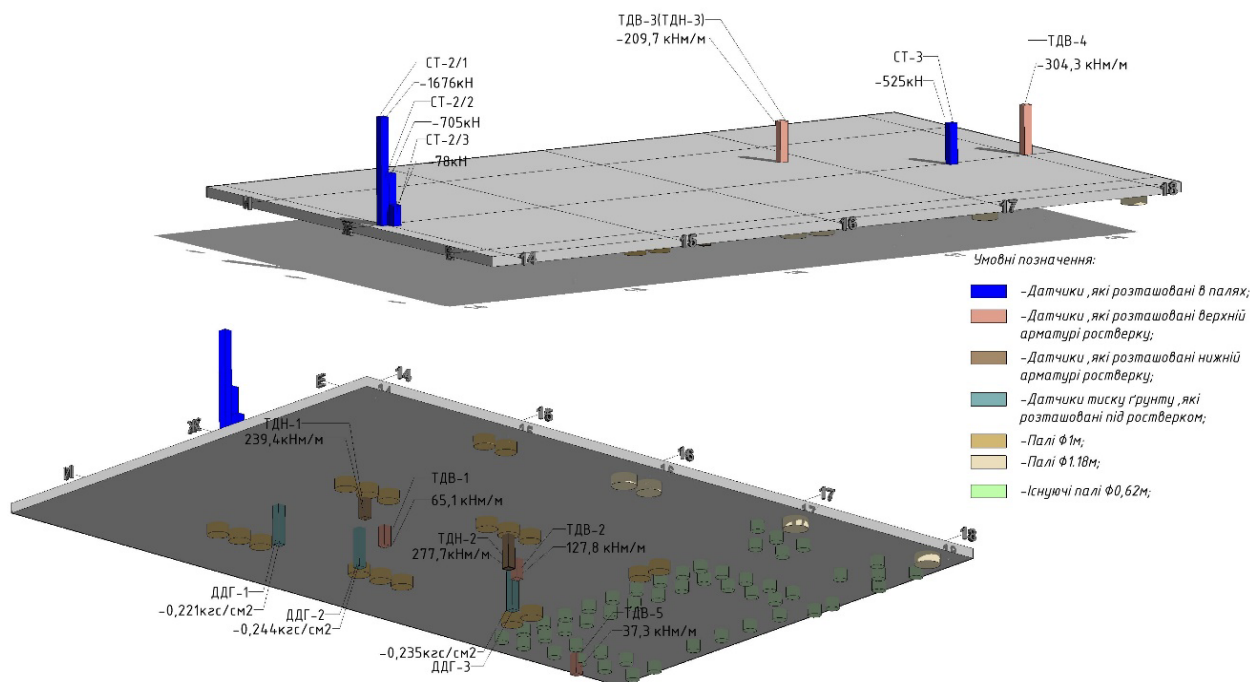 ТДВ-3(ТДН-3)
-209,7 кНм/м
ТДВ-4
-304,3 кНм/м
СТ-3
-525кН
СТ-2/1
-1676кН
СТ-2/2
-705кН
СТ-2/3
-78кН
И
Ж
Е
14
15
16
17
18
Умовні позначення:
-Датчики ,які розташовані в палях;
-Датчики ,які розташовані верхній
арматурі ростверку;
-Датчики ,які розташовані нижній
арматурі ростверку;
-Датчики тиску ґрунту ,які
розташовані під ростверком;
-Палі Ф1м;
-Палі Ф1.18м;
-Існуючі палі Ф0,62м;
Е
14
14
Ж
15
15
И
16
16
17
17
18
18
ТДН-1
239,4кНм/м
ТДВ-1
65,1 кНм/м
ТДН-2
277,7кНм/м
ТДВ-2
127,8 кНм/м
ДДГ-1
-0,221кгс/см2
ДДГ-2
-0,244кгс/см2
-0,235кгс/см2
ДДГ-3
ТДВ-5
37,3 кНм/м